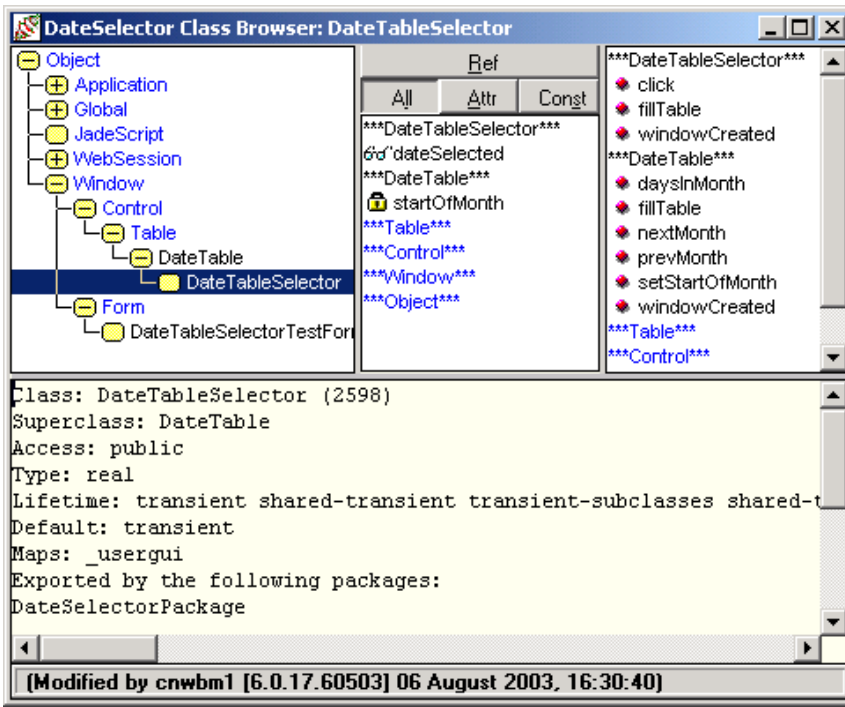 DateSelector Class Browser: DateTableSelector
Object
Application
Global
JadeScript
WebSession
Window
Control
Table
DateTable
DateTableSelector
Form
DateTableSelectorTestFor
Ref
All Attr Const
***DateTableSelector***
dateSelected
***DateTable***
startOfMonth
***Table***
***Control***
***Window***
***Object***
***DateTableSelector***
click
fillTable
windowCreated
***DateTable***
daysInMonth
fillTable
nextMonth
prevMonth
setStartOfMonth
windowCreated
***Table***
***Control***
Class: DateTableSelector (2598)
Superclass: DateTable
Access: public
Type: real
Lifetime: transient shared-transient transient-subclasses shared-t
Default: transient
Maps: _usergui
Exported by the following packages:
DateSelectorPackage
(Modified by cnwbm1 [6.0.17.60503] 06 August 2003, 16:30:40)